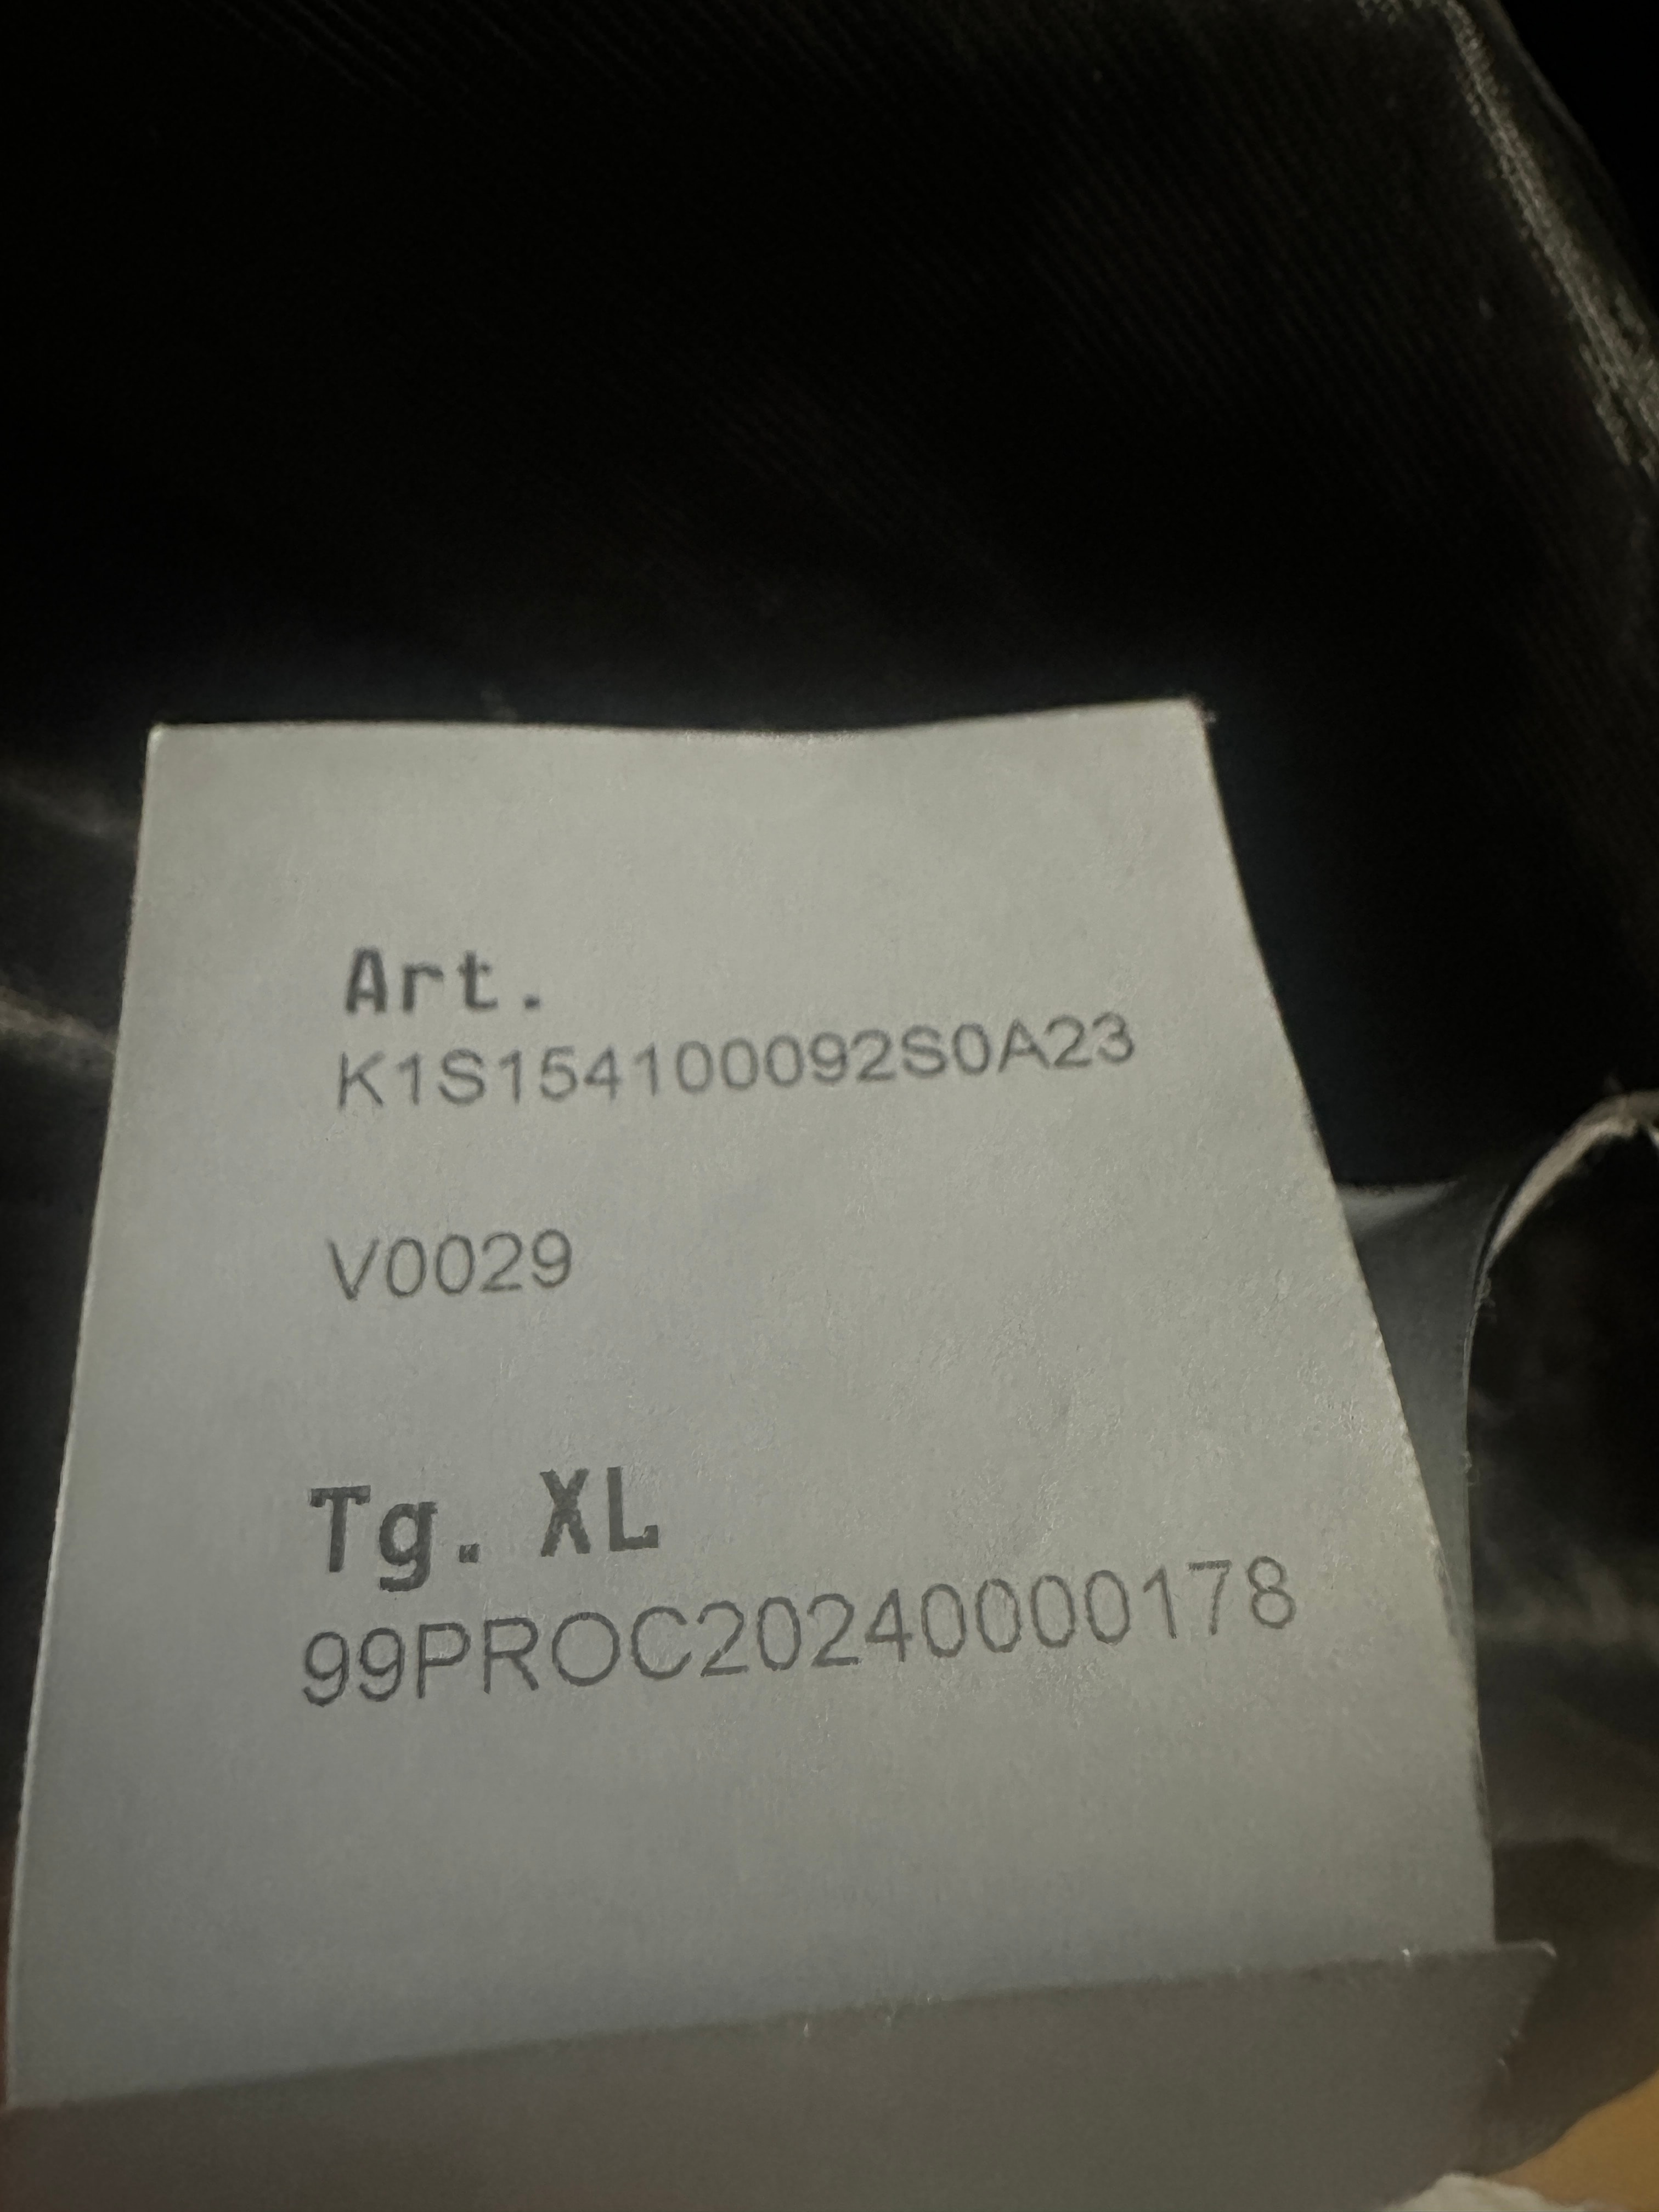 Art.
K1S154100092S0A23
V0029
Tg. XL
99PROC20240000178